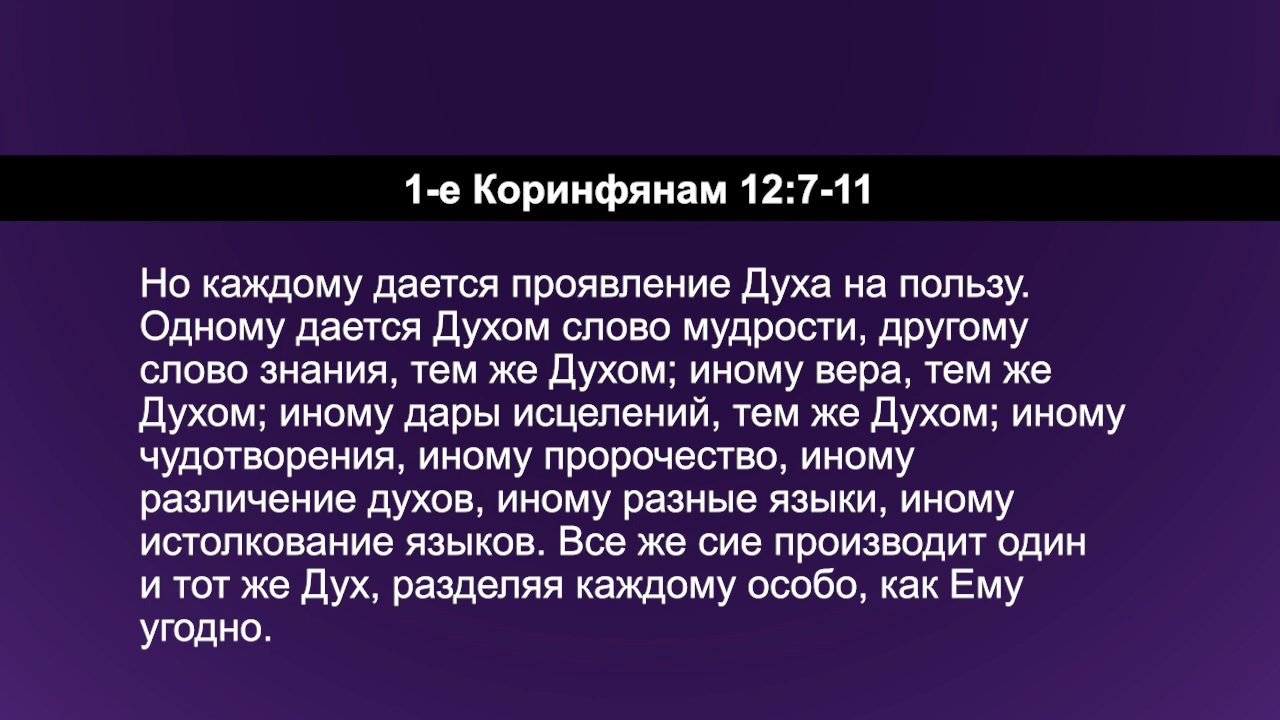 1-е Коринфянам 12:7-11
Но каждому дается проявление Духа на пользу.
Одному дается Духом слово мудрости, другому
слово знания, тем же Духом; иному вера, тем же
Духом; иному дары исцелений, тем же Духом; иному
чудотворения, иному пророчество, иному
различение духов, иному разные языки, иному
истолкование языков. Все же сие производит один
и тот же Дух, разделяя каждому особо, как Ему
угодно.